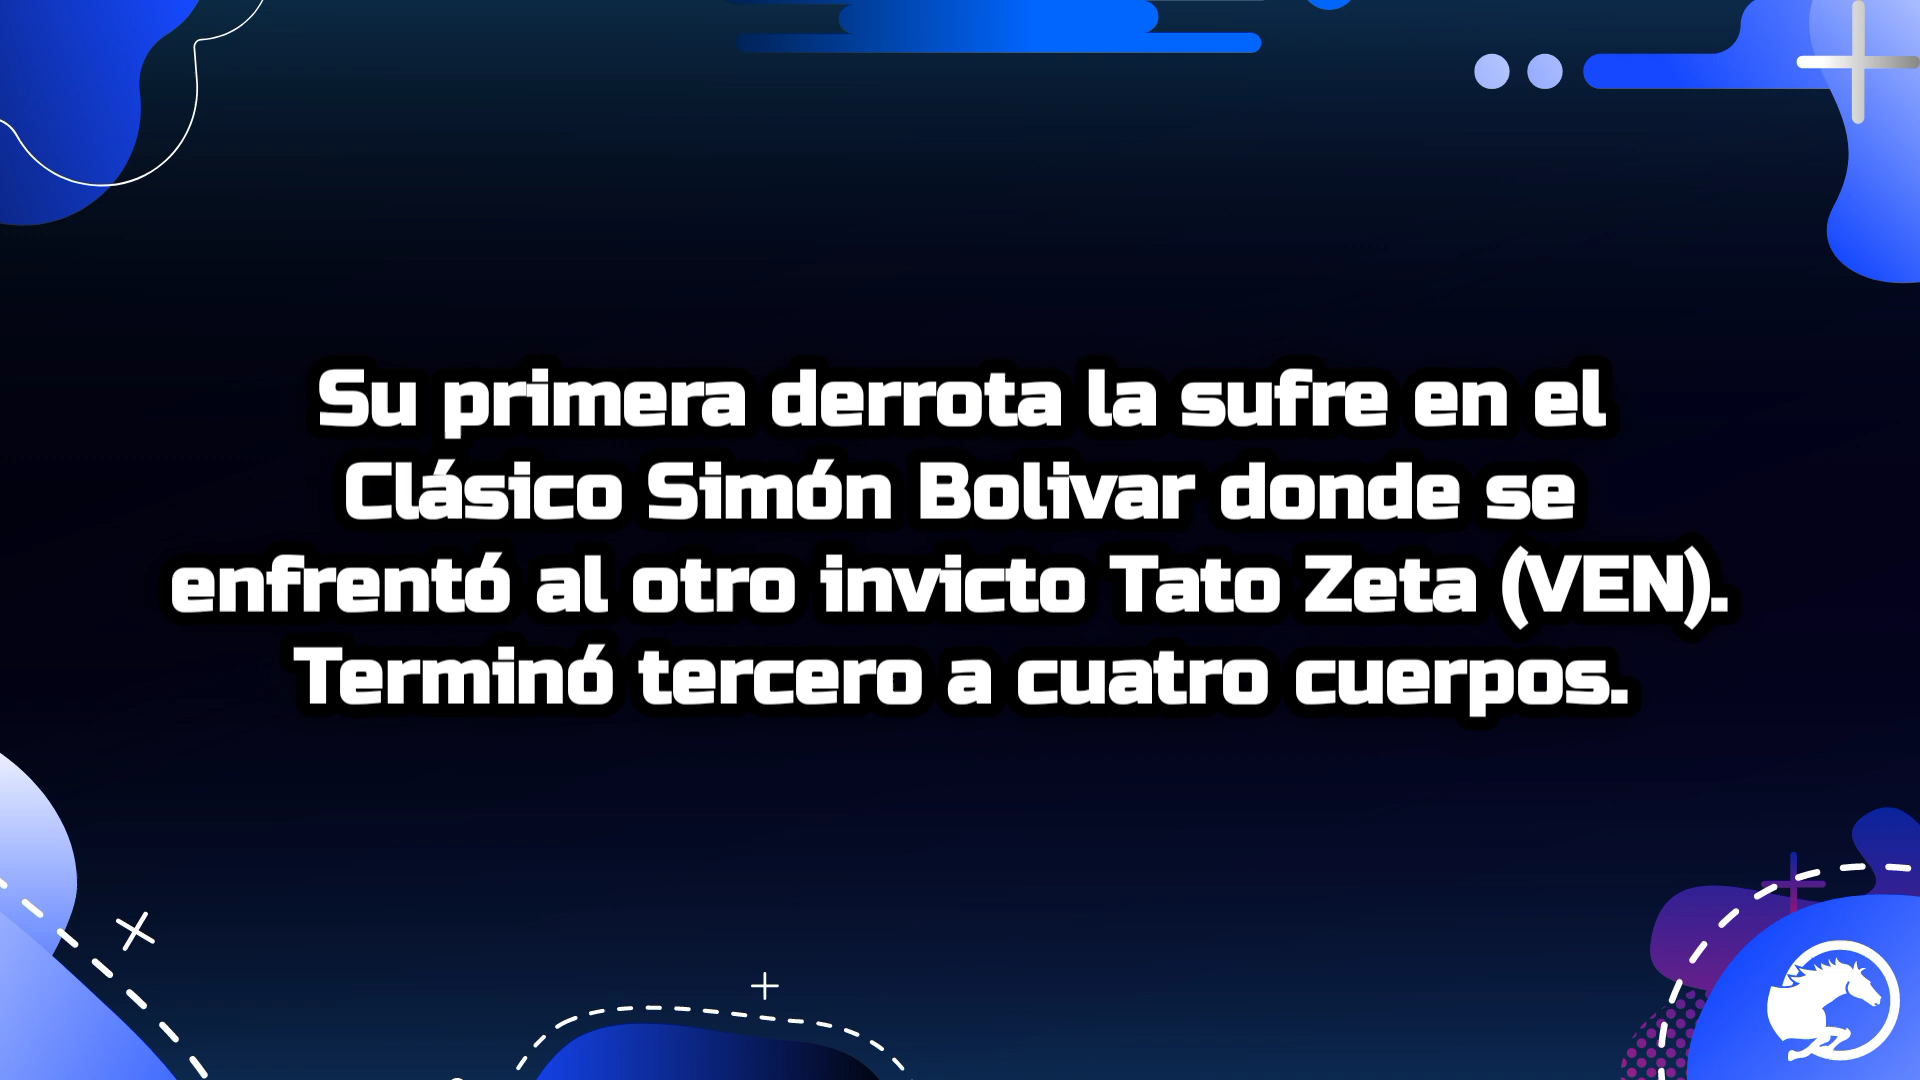 Su primera derrota la sufre en el
Clásico Simón Bolivar donde se
enfrentó al otro invicto Tato Zeta (VEN).
Terminó tercero a cuatro cuerpos.